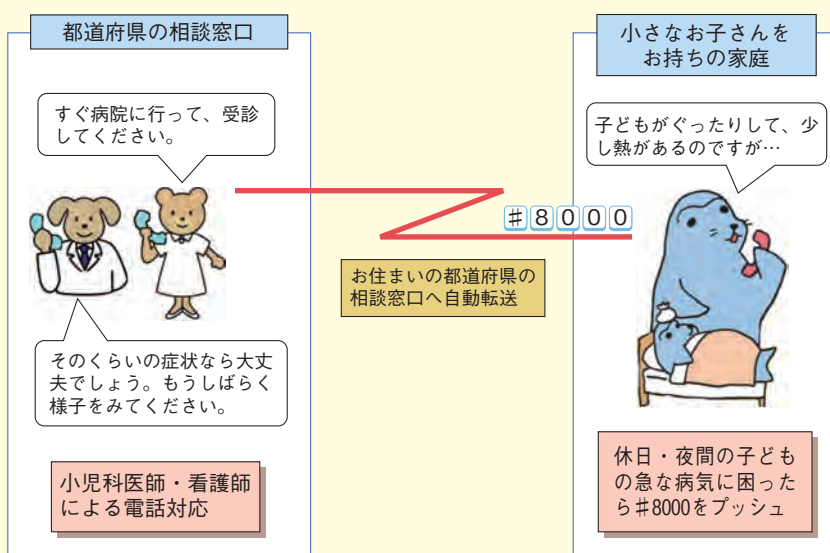 都道府県の相談窓口
すぐ病院に行って、受診
してください。
そのくらいの症状なら大丈
夫でしょう。もうしばらく
様子をみてください。
小児科医師・看護師
による電話対応
#8000
お住まいの都道府県の
相談窓口へ自動転送
小さなお子さんを
お持ちの家庭
子どもがぐったりして、少
し熱があるのですが…
休日・夜間の子ども
の急な病気に困った
ら#8000をプッシュ